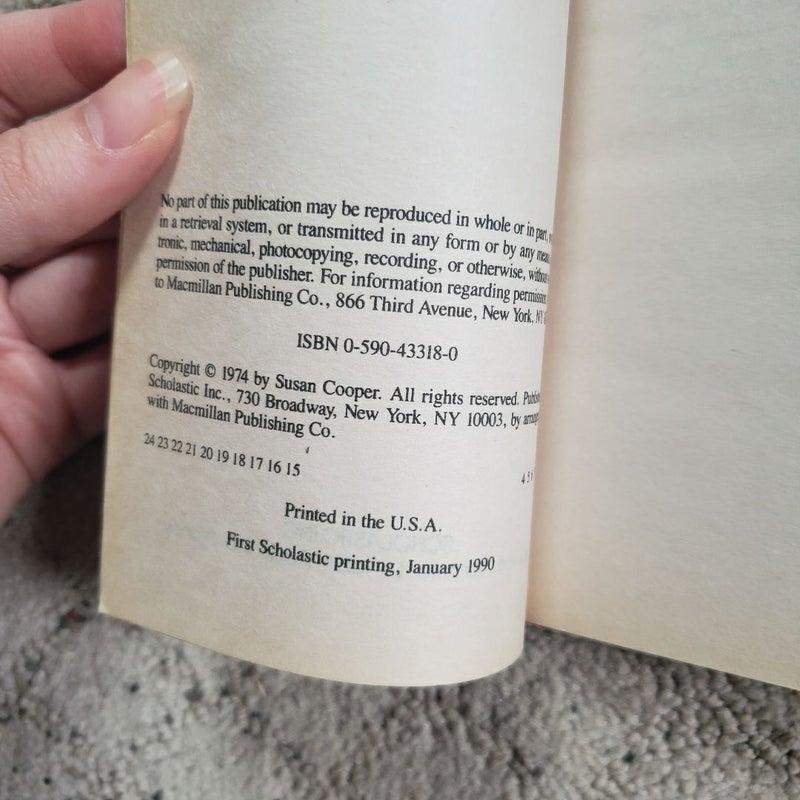 No part of this publication may be reproduced in whole or in part,
in a retrieval system, or transmitted in any form or by any
tronic, mechanical, photocopying, recording, or otherwise,
permission of the publisher. For information regarding permission
to Macmillan Publishing Co., 866 Third Avenue, New York, NY
ISBN 0-590-43318-0
Copyright © 1974 by Susan Cooper. All rights reserved.
Scholastic Inc., 730 Broadway, New York, NY 10003, by
with Macmillan Publishing Co.
24 23 22 21 20 19 18 17 16 15 4 5
Printed in the U.S.A.
First Scholastic printing, January 1990